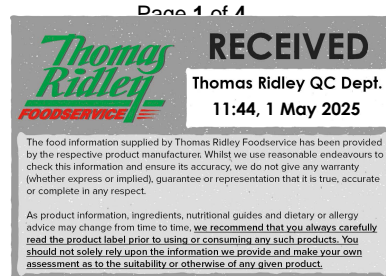 Page 1 of 4
Thomas
Ridley
FOODSERVICE
RECEIVED
Thomas Ridley QC Dept.
11:44, 1 May 2025
The food information supplied by Thomas Ridley Foodservice has been provided
by the respective product manufacturer. Whilst we use reasonable endeavours to
check this information and ensure its accuracy, we do not give any warranty
(whether express or implied), guarantee or representation that it is true, accurate
or complete in any respect.
As product information, ingredients, nutritional guides and dietary or allergy
advice may change from time to time, we recommend that you always carefully
read the product label prior to using or consuming any such products. You
should not solely rely upon the information we provide and make your own
assessment as to the suitability or otherwise of any given product.